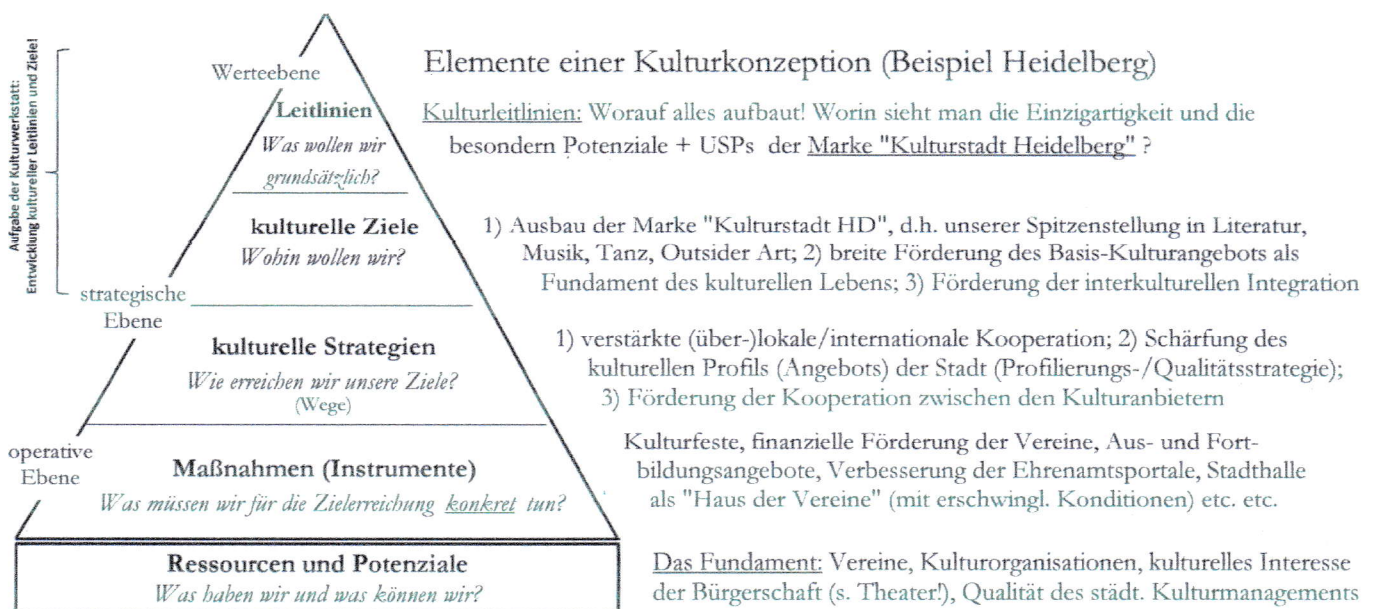 Aufgabe der Kulturwerkstatt:
Entwicklung kultureller Leitlinien und Ziele!
Elemente einer Kulturkonzeption (Beispiel Heidelberg)
Werteebene
Leitlinien
Was wollen wir
grundsätzlich?
Kulturleitlinien: Worauf alles aufbaut! Worin sieht man die Einzigartigkeit und die
besondern Potenziale + USPs der Marke "Kulturstadt Heidelberg" ?
kulturelle Ziele
Wohin wollen wir?
1) Ausbau der Marke "Kulturstadt HD", d.h. unserer Spitzenstellung in Literatur,
Musik, Tanz, Outsider Art; 2) breite Förderung des Basis-Kulturangebots als
Fundament des kulturellen Lebens; 3) Förderung der interkulturellen Integration
strategische
Ebene
kulturelle Strategien
Wie erreichen wir unsere Ziele?
(Wege)
1) verstärkte (über-)lokale/internationale Kooperation; 2) Schärfung des
kulturellen Profils (Angebots) der Stadt (Profilierungs-/Qualitätsstrategie);
3) Förderung der Kooperation zwischen den Kulturanbietern
operative
Ebene
Maßnahmen (Instrumente)
Was müssen wir für die Zielerreichung konkret tun?
Kulturfeste, finanzielle Förderung der Vereine, Aus- und Fort-
bildungsangebote, Verbesserung der Ehrenamtsportale, Stadthalle
als "Haus der Vereine" (mit erschwingl. Konditionen) etc. etc.
Ressourcen und Potenziale
Was haben wir und was können wir?
Das Fundament: Vereine, Kulturorganisationen, kulturelles Interesse
der Bürgerschaft (s. Theater!), Qualität des städt. Kulturmanagements